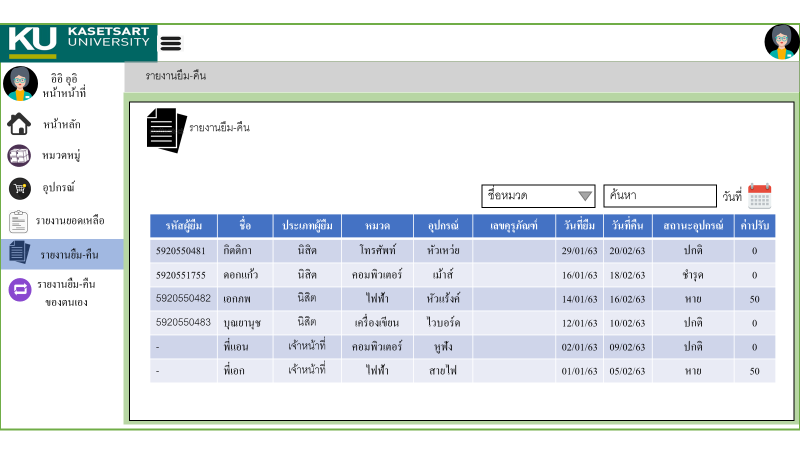 KU KASETSART
UNIVERSITY
อิอิ อุอิ
หน้าหน้าที่
หน้าหลัก
หมวดหมู่
อุปกรณ์
รายงานยอดเหลือ
รายงานยืม-คืน
รายงานยืม-คืน
ของตนเอง
รายงานยืม-คืน
รายงานยืม-คืน
ชื่อหมวด ค้นหา วันที่
รหัสผู้ยืม ชื่อ ประเภทผู้ยืม หมวด อุปกรณ์ เลขครุภัณฑ์ วันที่ยืม วันที่คืน สถานะอุปกรณ์ ค่าปรับ
5920550481 กิตติกา นิสิต โทรศัพท์ หัวเหว่ย 29/01/63 20/02/63 ปกติ 0
5920551755 ดอกแก้ว นิสิต คอมพิวเตอร์ เม้าส์ 16/01/63 18/02/63 ชำรุด 0
5920550482 เอกภพ นิสิต ไฟฟ้า หัวแร้งค์ 14/01/63 16/02/63 หาย 50
5920550483 บุณยานุช นิสิต เครื่องเขียน ไวบอร์ด 12/01/63 10/02/63 ปกติ 0
- พี่แอน เจ้าหน้าที่ คอมพิวเตอร์ หูฟัง 02/01/63 09/02/63 ปกติ 0
- พี่เอก เจ้าหน้าที่ ไฟฟ้า สายไฟ 01/01/63 05/02/63 หาย 50